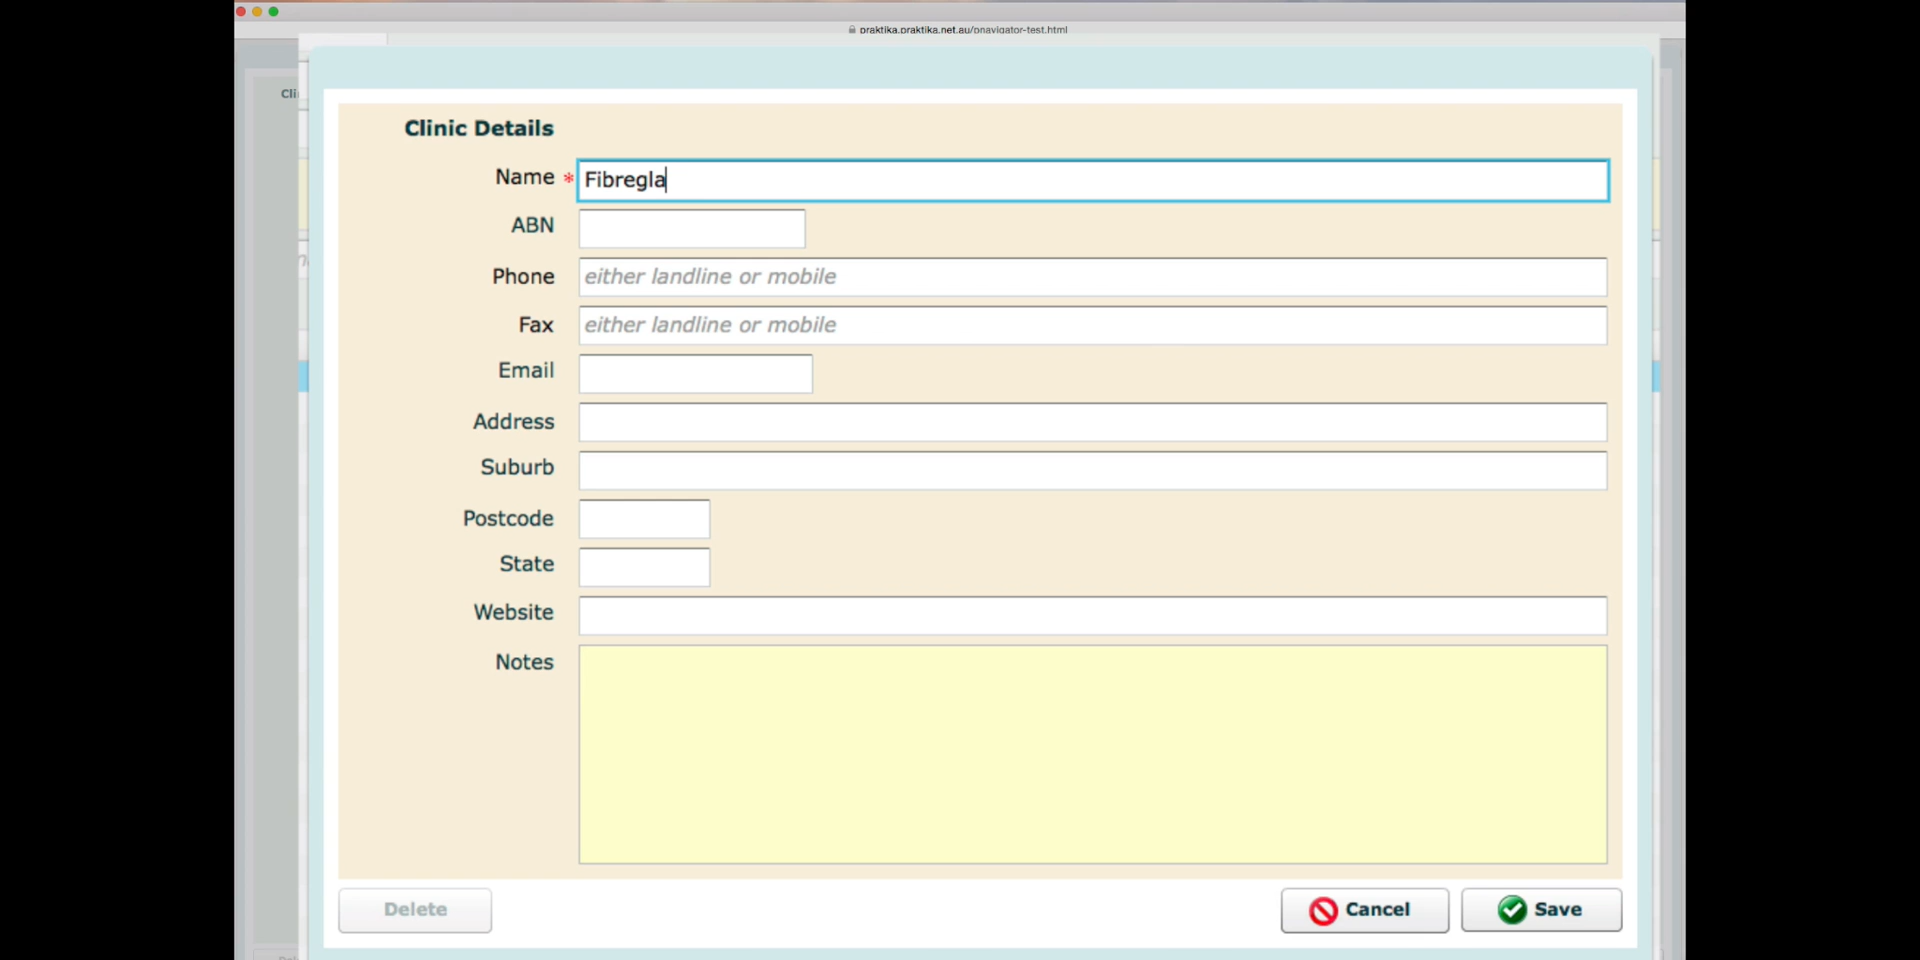 praktika.praktika.net.au/pnavigator-test.html
Clinic Details
Name * Fibregla
ABN
Phone either landline or mobile
Fax either landline or mobile
Email
Address
Suburb
Postcode
State
Website
Notes
Delete
Cancel
Save